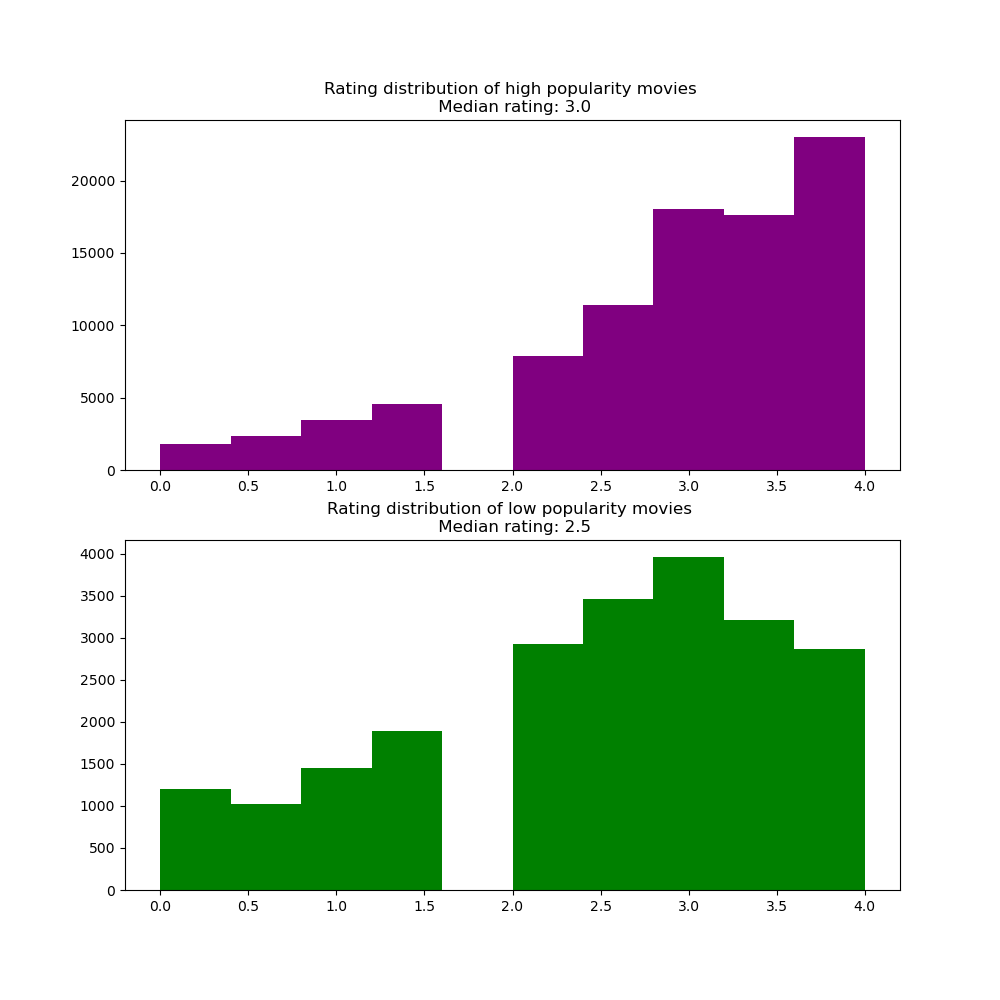 Rating distribution of high popularity movies
Median rating: 3.0
20000
15000
10000
5000
0
0.0 0.5 1.0 1.5 2.0 2.5 3.0 3.5 4.0
Rating distribution of low popularity movies
Median rating: 2.5
4000
3500
3000
2500
2000
1500
1000
500
0
0.0 0.5 1.0 1.5 2.0 2.5 3.0 3.5 4.0